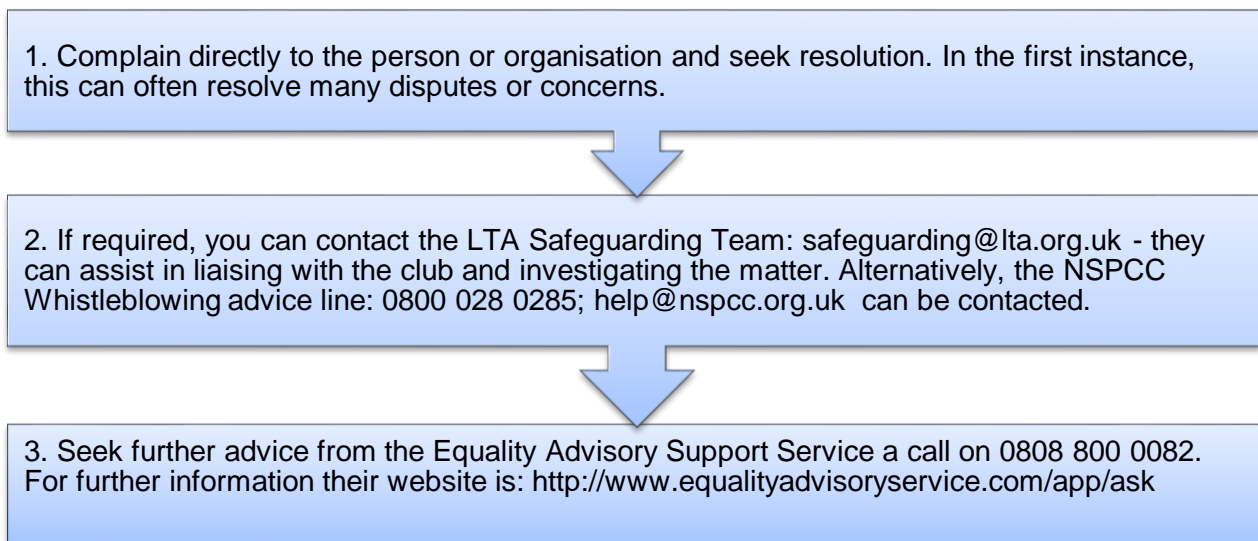 1. Complain directly to the person or organisation and seek resolution. In the first instance,
this can often resolve many disputes or concerns.
2. If required, you can contact the LTA Safeguarding Team: safeguarding@lta.org.uk - they
can assist in liaising with the club and investigating the matter. Alternatively, the NSPCC
Whistleblowing advice line: 0800 028 0285; help@nspcc.org.uk can be contacted.
3. Seek further advice from the Equality Advisory Support Service a call on 0808 800 0082.
For further information their website is: http://www.equalityadvisoryservice.com/app/ask